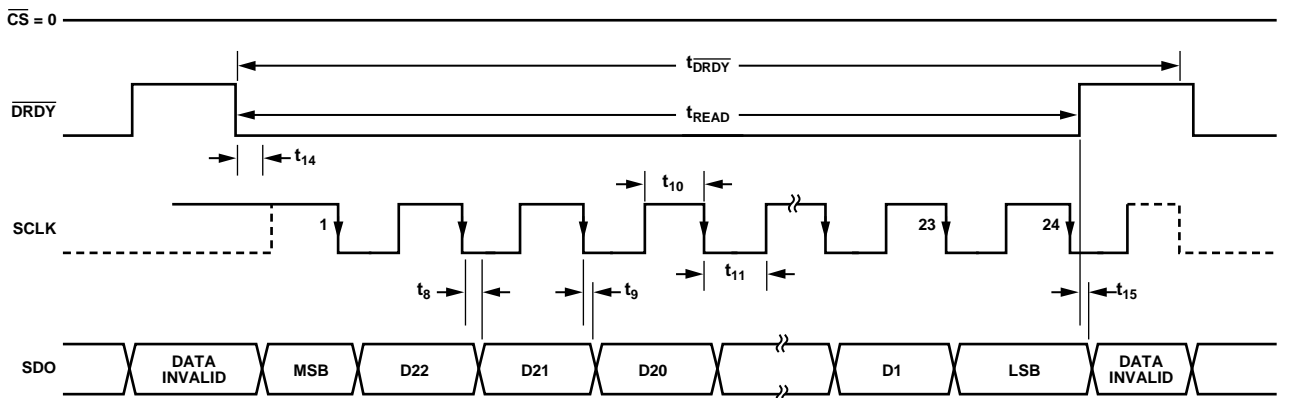 CS = 0
tDRDY
DRDY
tREAD
t14
t10
SCLK
1
23
24
t11
t8
t9
t15
SDO
DATA
INVALID
MSB
D22
D21
D20
D1
LSB
DATA
INVALID